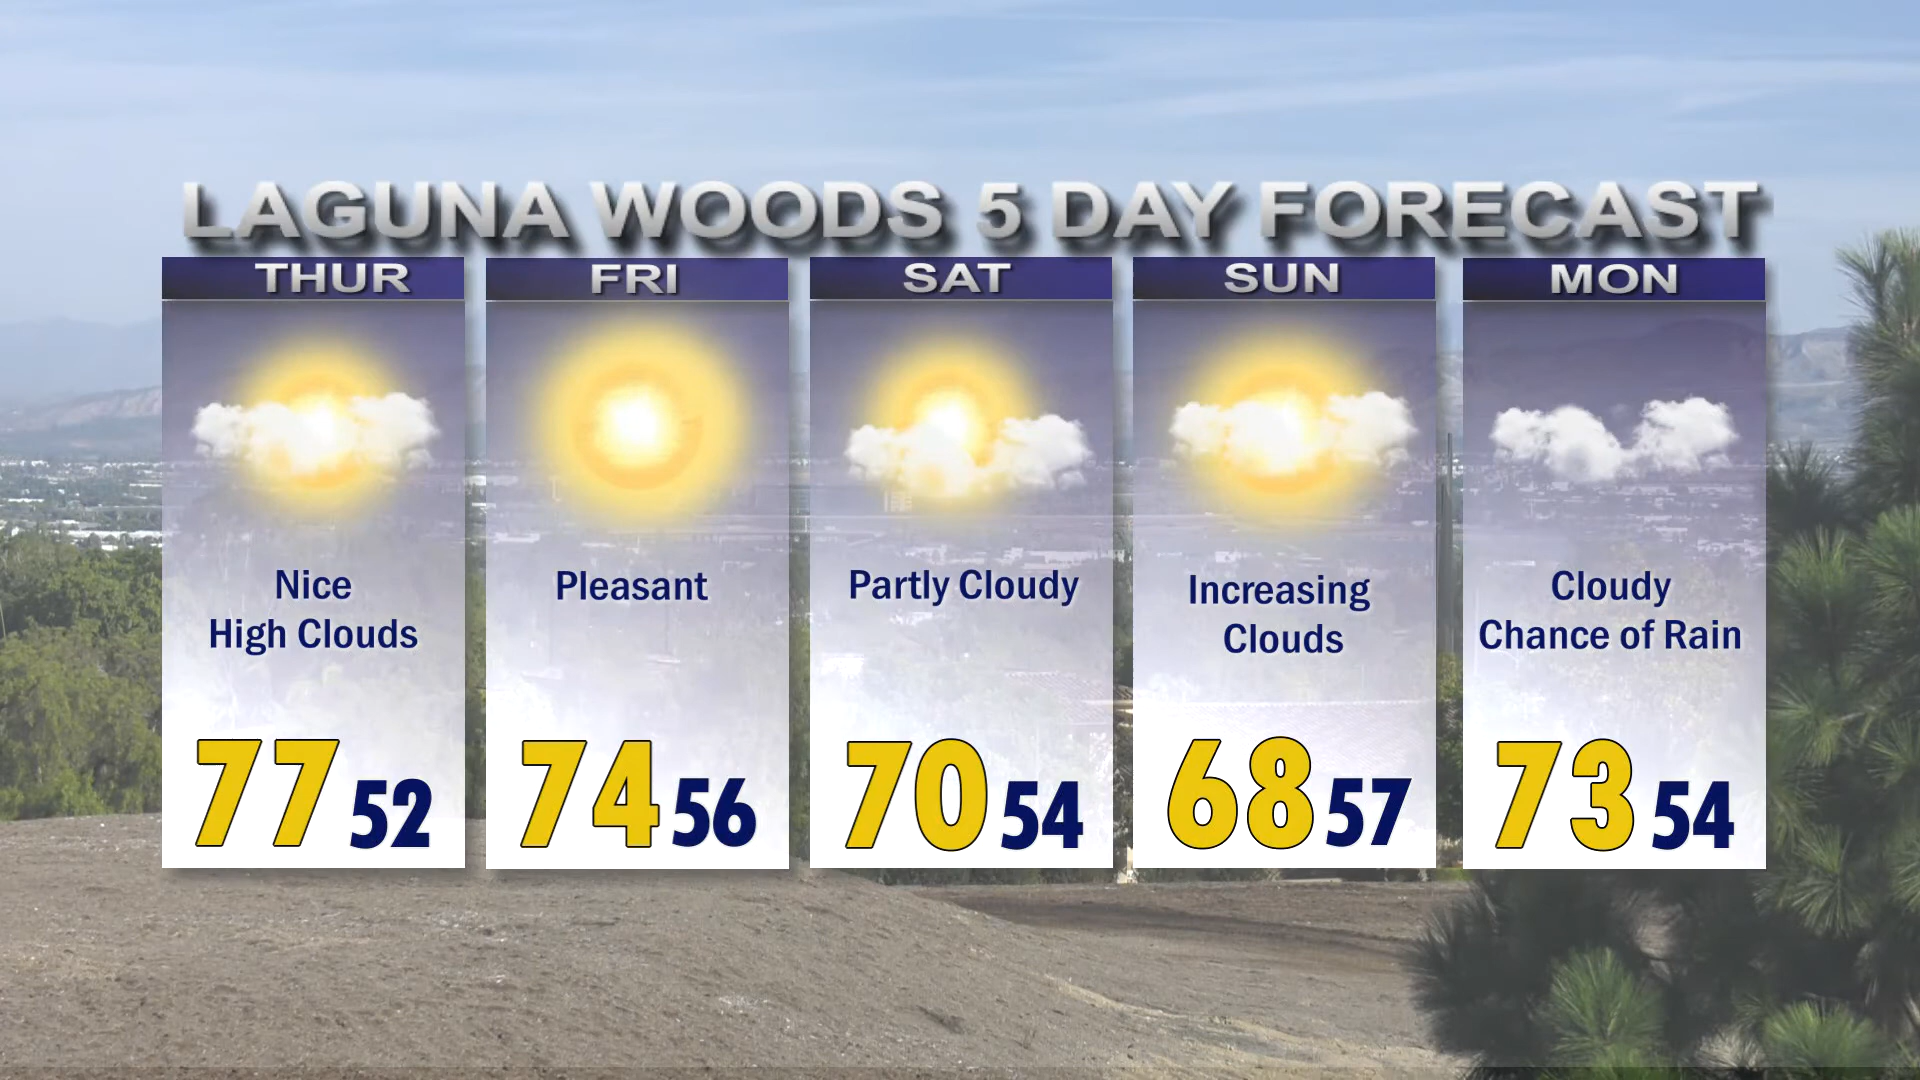 LAGUNA WOODS 5 DAY FORECAST
THUR
Nice
High Clouds
77 52
FRI
Pleasant
74 56
SAT
Partly Cloudy
70 54
SUN
Increasing
Clouds
68 57
MON
Cloudy
Chance of Rain
73 54